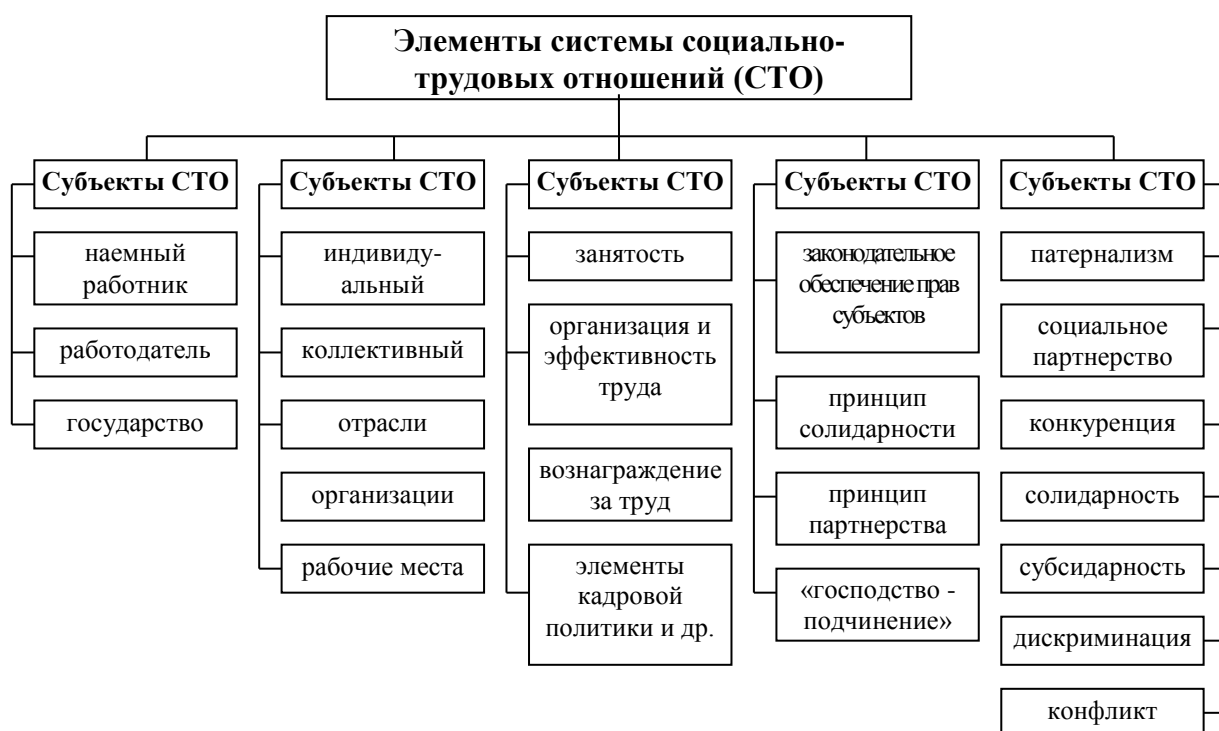 Элементы системы социально-
трудовых отношений (СТО)
Субъекты СТО
наемный
работник
работодатель
государство
Субъекты СТО
индивиду-
альный
коллективный
отрасли
организации
рабочие места
Субъекты СТО
занятость
организация и
эффективность
труда
вознаграждение
за труд
элементы
кадровой
политики и др.
Субъекты СТО
законодательное
обеспечение прав
субъектов
принцип
солидарности
принцип
партнерства
«господство -
подчинение»
Субъекты СТО
патернализм
социальное
партнерство
конкуренция
солидарность
субсидарность
дискриминация
конфликт